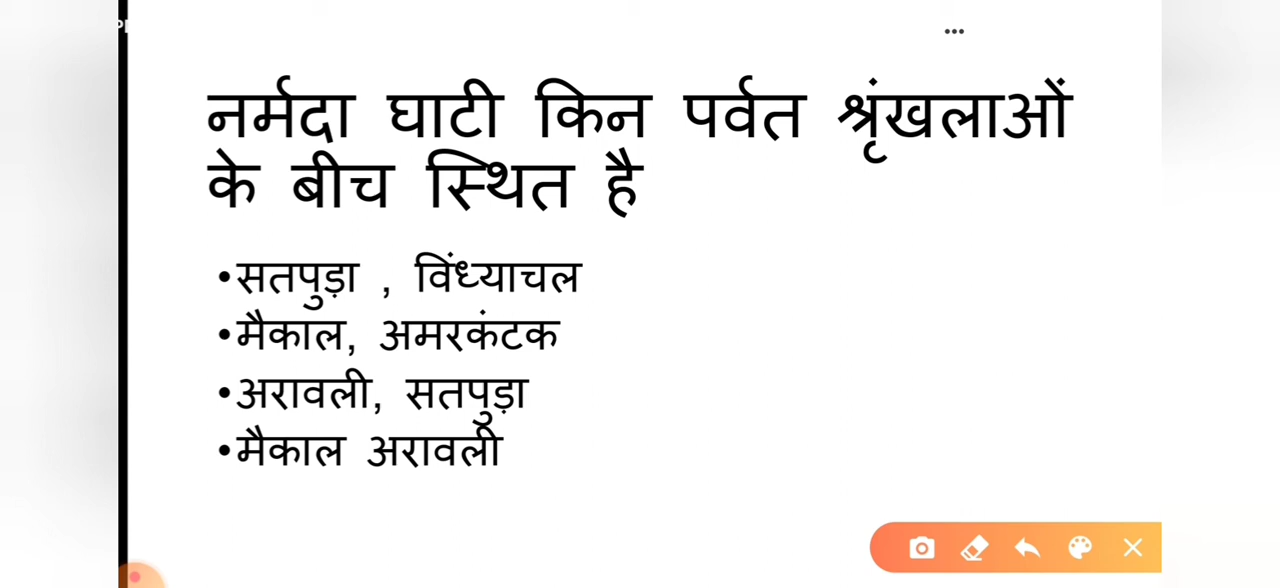 नर्मदा घाटी किन पर्वत श्रृंखलाओं
के बीच स्थित है
•सतपुड़ा , विंध्याचल
•मैकाल, अमरकंटक
•अरावली, सतपुड़ा
•मैकाल अरावली